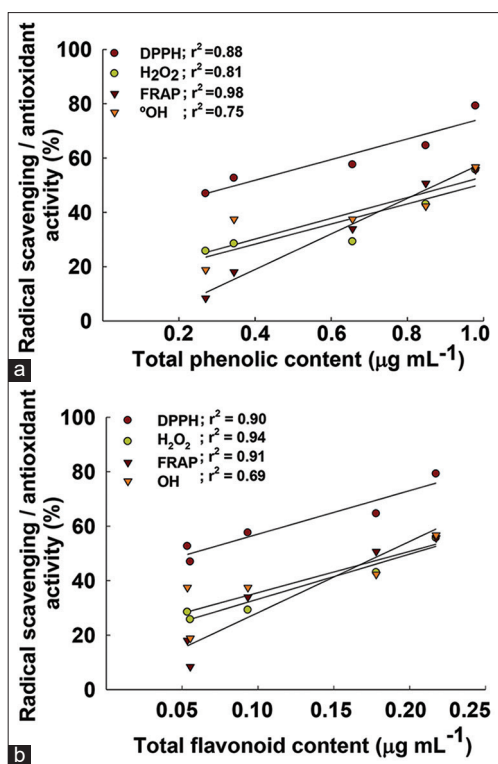 Radical scavenging / antioxidant
activity (%)
100
80
60
40
20
0
DPPH; r² = 0.88
H₂O₂; r² = 0.81
FRAP; r² = 0.98
ºOH ; r² = 0.75
0.2 0.4 0.6 0.8 1.0
Total phenolic content (μg mL⁻¹)
a
Radical scavenging / antioxidant
activity (%)
100
80
60
40
20
0
DPPH; r² = 0.90
H₂O₂ ; r² = 0.94
FRAP; r² = 0.91
OH ; r² = 0.69
0.05 0.10 0.15 0.20 0.25
Total flavonoid content (μg mL⁻¹)
b